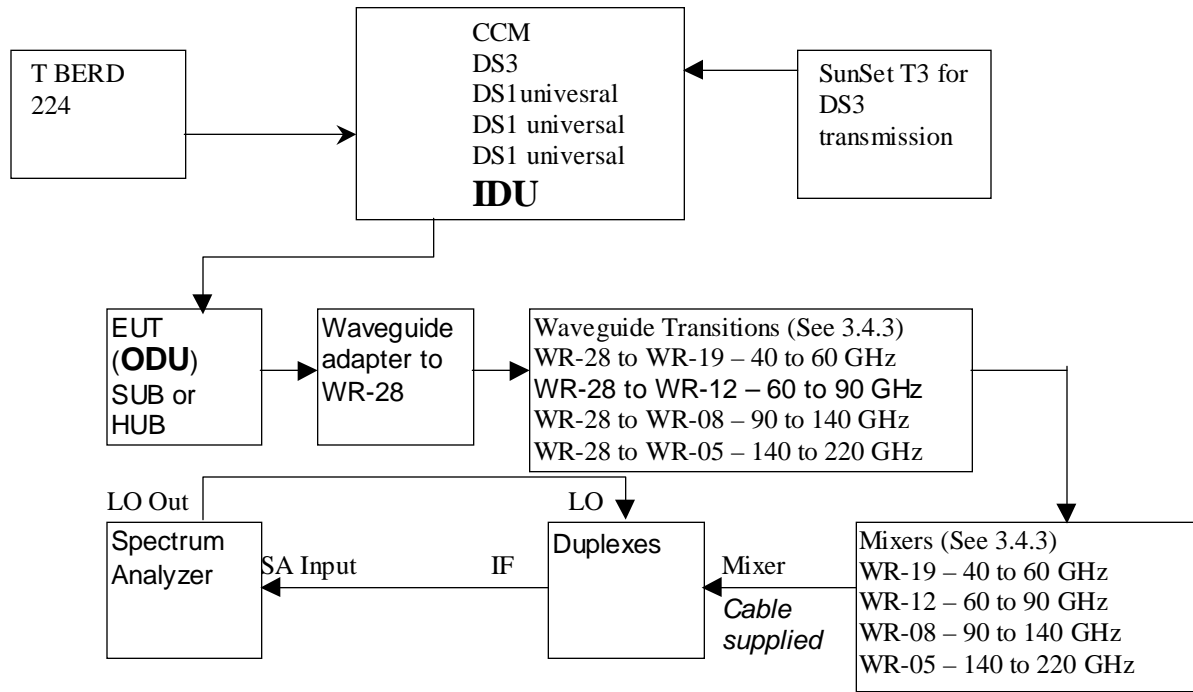 T BERD
224
CCM
DS3
DS1univesral
DS1 universal
DS1 universal
IDU
SunSet T3 for
DS3
transmission
EUT
(ODU)
SUB or
HUB
Waveguide
adapter to
WR-28
Waveguide Transitions (See 3.4.3)
WR-28 to WR-19 – 40 to 60 GHz
WR-28 to WR-12 – 60 to 90 GHz
WR-28 to WR-08 – 90 to 140 GHz
WR-28 to WR-05 – 140 to 220 GHz
LO Out
LO
Spectrum
Analyzer
SA Input
IF
Duplexes
Mixer
Cable
supplied
Mixers (See 3.4.3)
WR-19 – 40 to 60 GHz
WR-12 – 60 to 90 GHz
WR-08 – 90 to 140 GHz
WR-05 – 140 to 220 GHz